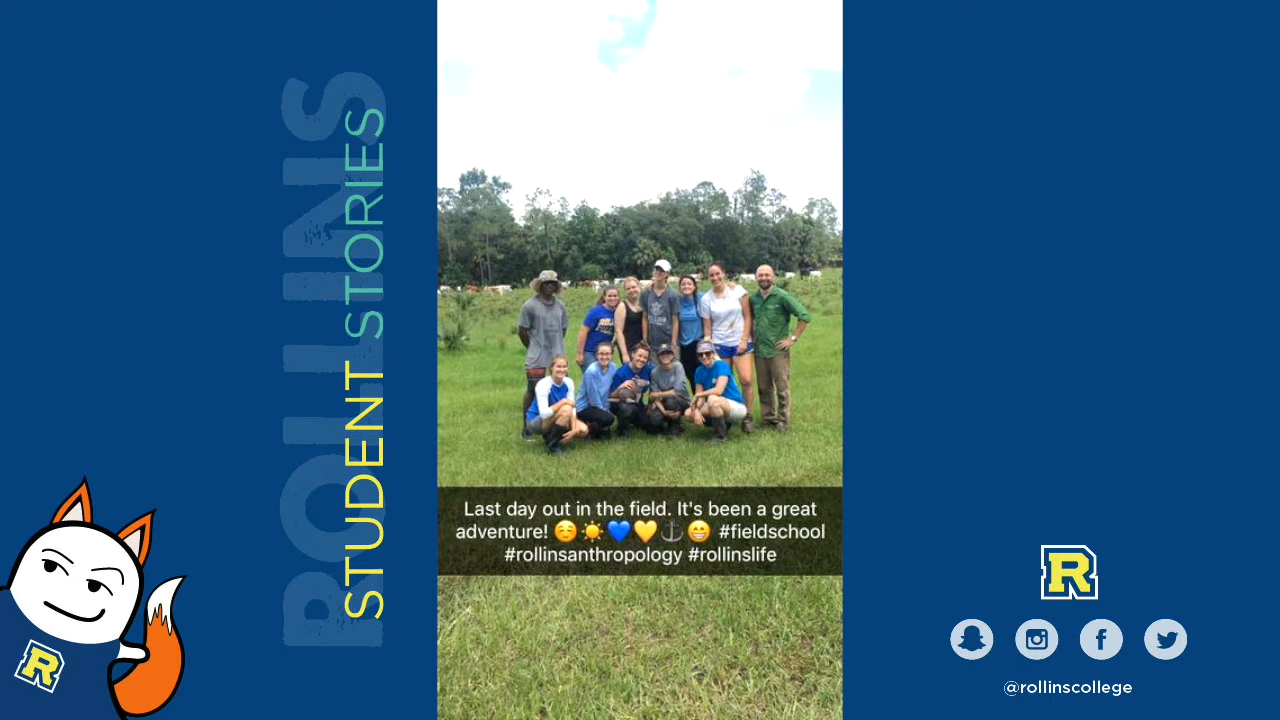 ROLLINS
STUDENT STORIES
Last day out in the field. It's been a great
adventure! ☺️☀️💙💛⚓😁 #fieldschool
#rollinsanthropology #rollinslife
R
R
@rollinscollege